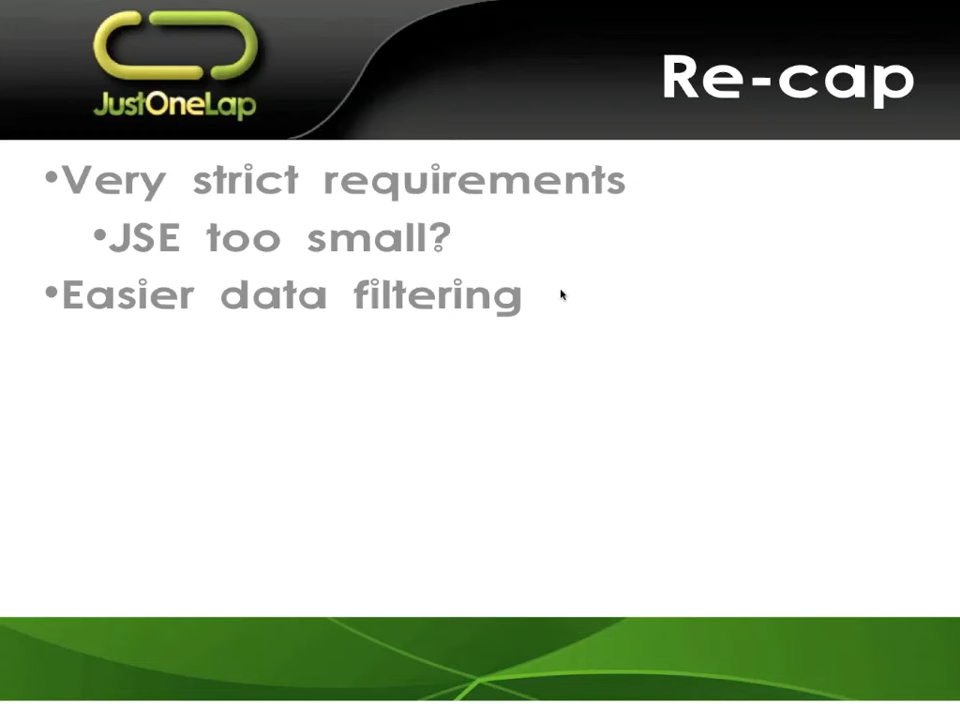 JustOneLap
Re-cap
•Very strict requirements
•JSE too small?
•Easier data filtering